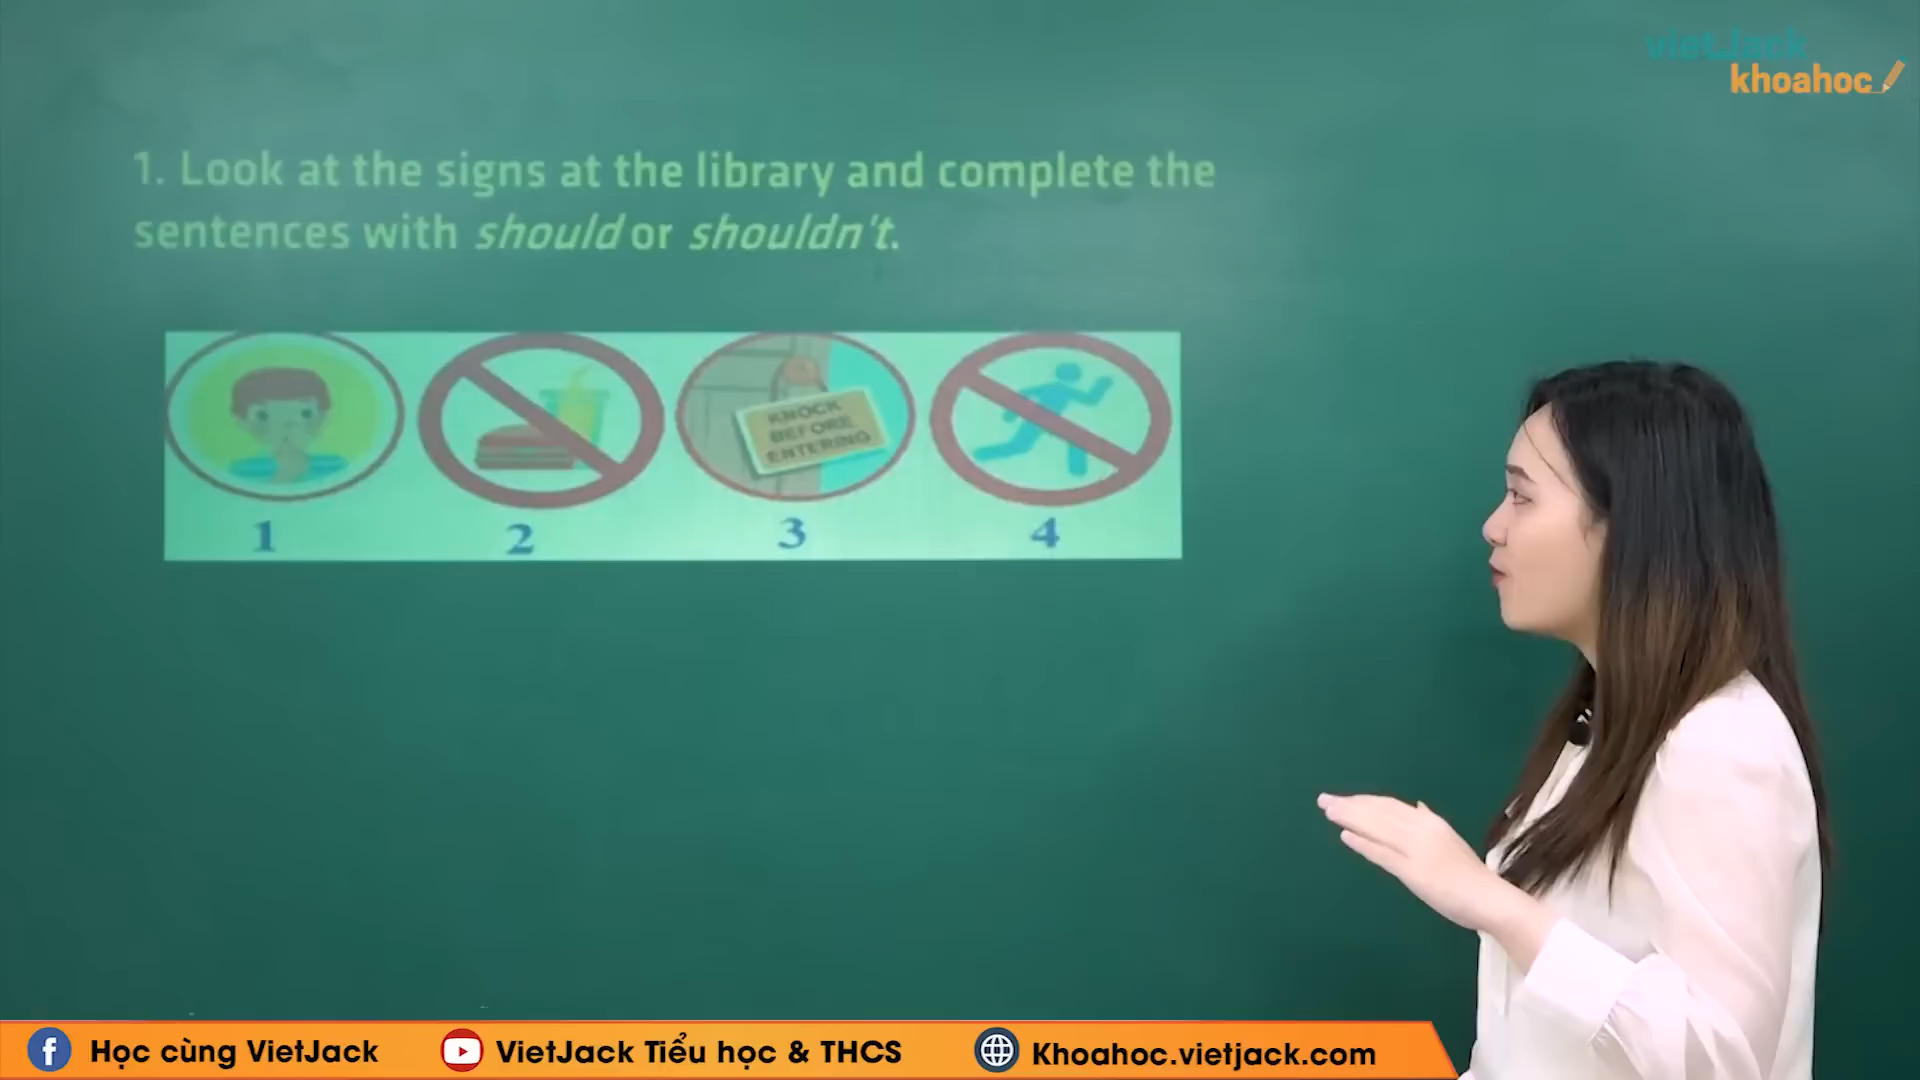 vietJack
khoahoc
1. Look at the signs at the library and complete the
sentences with should or shouldn't.
KNOCK
BEFORE
ENTERING
1 2 3 4
Học cùng VietJack VietJack Tiểu học & THCS Khoahoc.vietjack.com